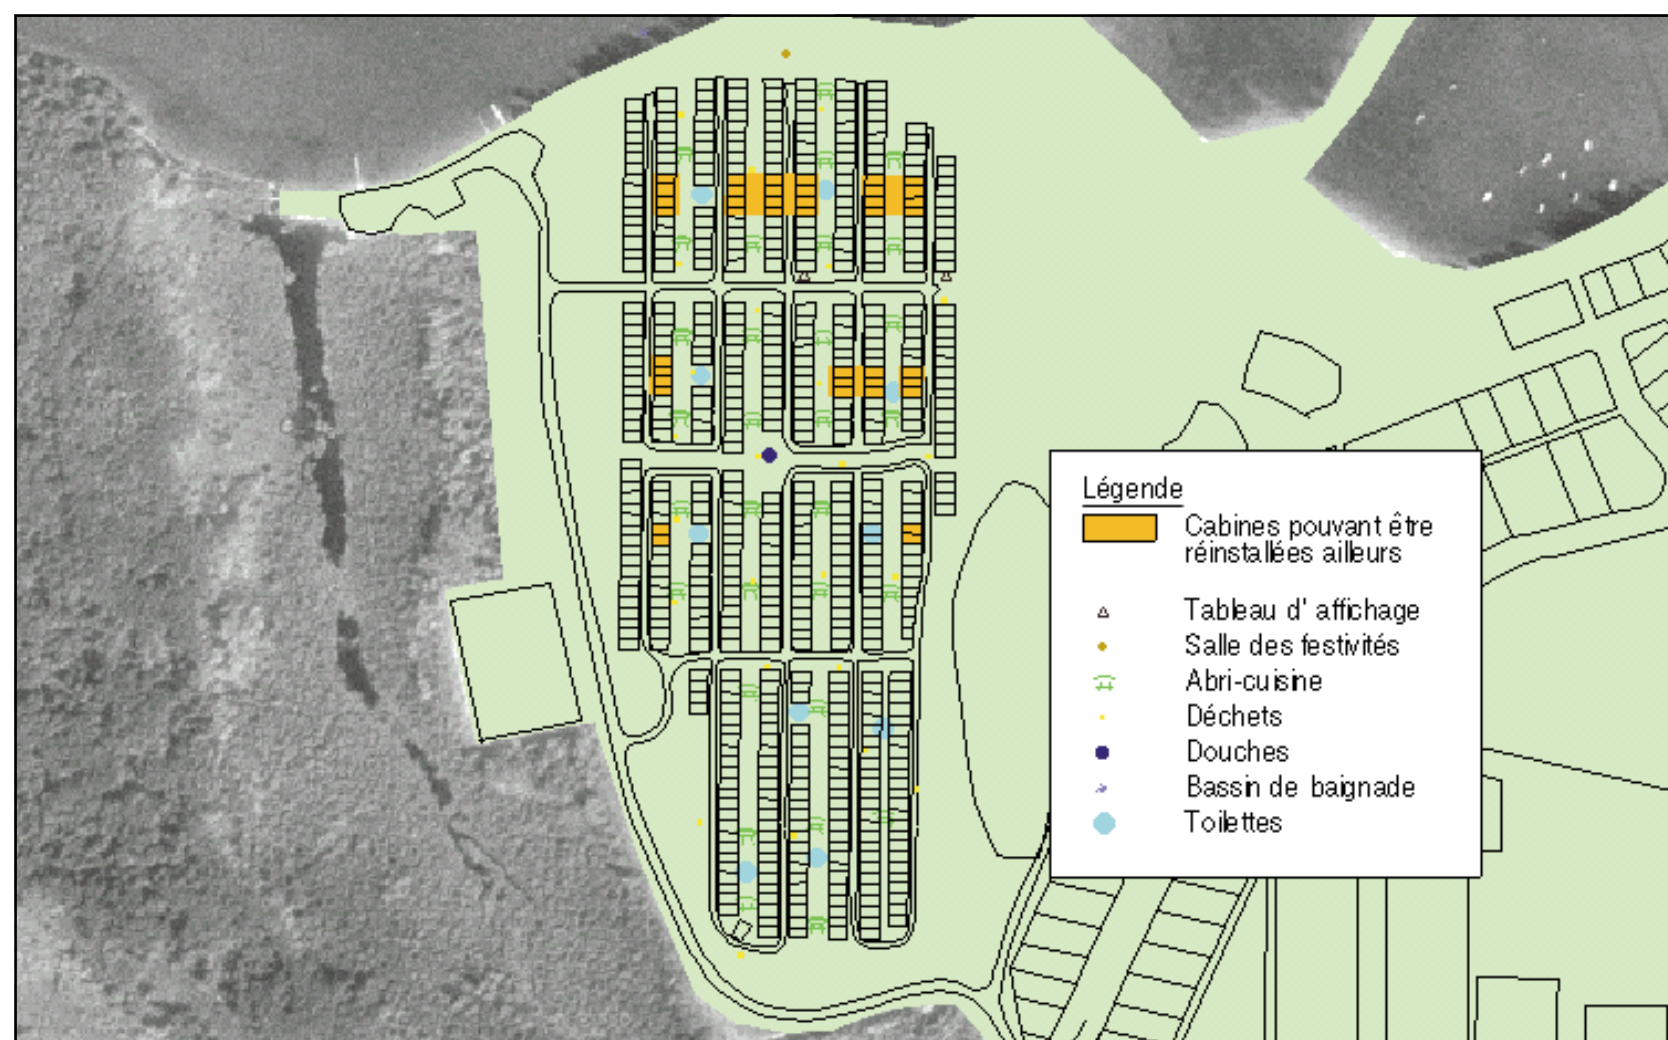 Légende
Cabines pouvant être
réinstallées ailleurs
Tableau d' affichage
Salle des festivités
Abri-cuisine
Déchets
Douches
Bassin de baignade
Toilettes